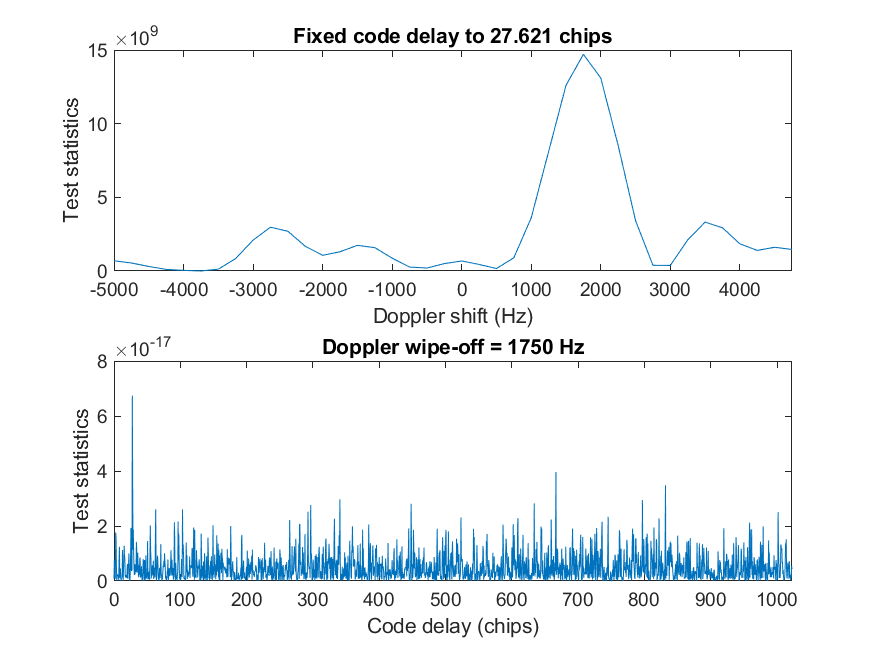 ×10⁹
Fixed code delay to 27.621 chips
15
10
5
0
Test statistics
-5000 -4000 -3000 -2000 -1000 0 1000 2000 3000 4000
Doppler shift (Hz)
×10⁻¹⁷
Doppler wipe-off = 1750 Hz
8
6
4
2
0
Test statistics
0 100 200 300 400 500 600 700 800 900 1000
Code delay (chips)